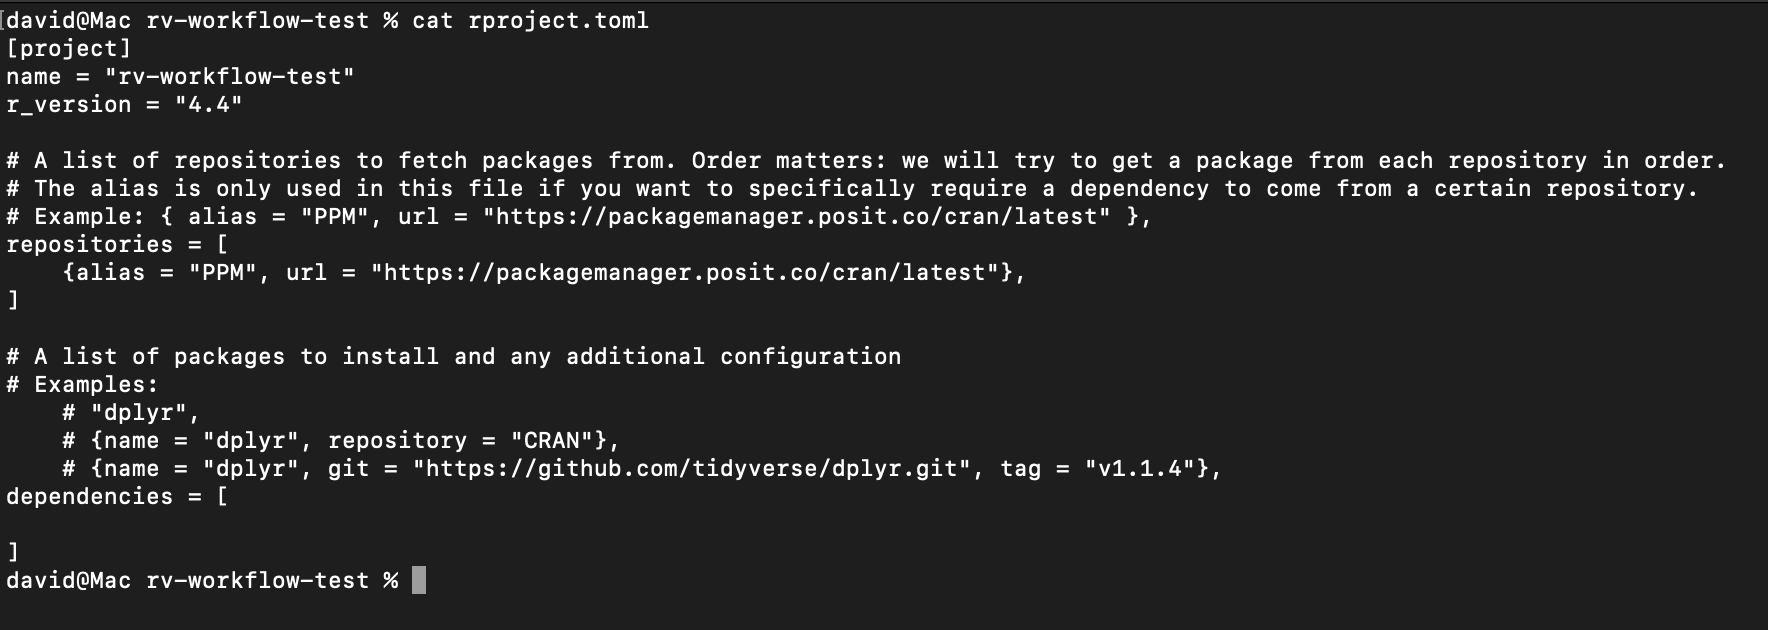 [david@Mac rv-workflow-test % cat rproject.toml
[project]
name = "rv-workflow-test"
r_version = "4.4"

# A list of repositories to fetch packages from. Order matters: we will try to get a package from each repository in order.
# The alias is only used in this file if you want to specifically require a dependency to come from a certain repository.
# Example: { alias = "PPM", url = "https://packagemanager.posit.co/cran/latest" },
repositories = [
    {alias = "PPM", url = "https://packagemanager.posit.co/cran/latest"},
]

# A list of packages to install and any additional configuration
# Examples:
    # "dplyr",
    # {name = "dplyr", repository = "CRAN"},
    # {name = "dplyr", git = "https://github.com/tidyverse/dplyr.git", tag = "v1.1.4"},
dependencies = [

]
david@Mac rv-workflow-test %